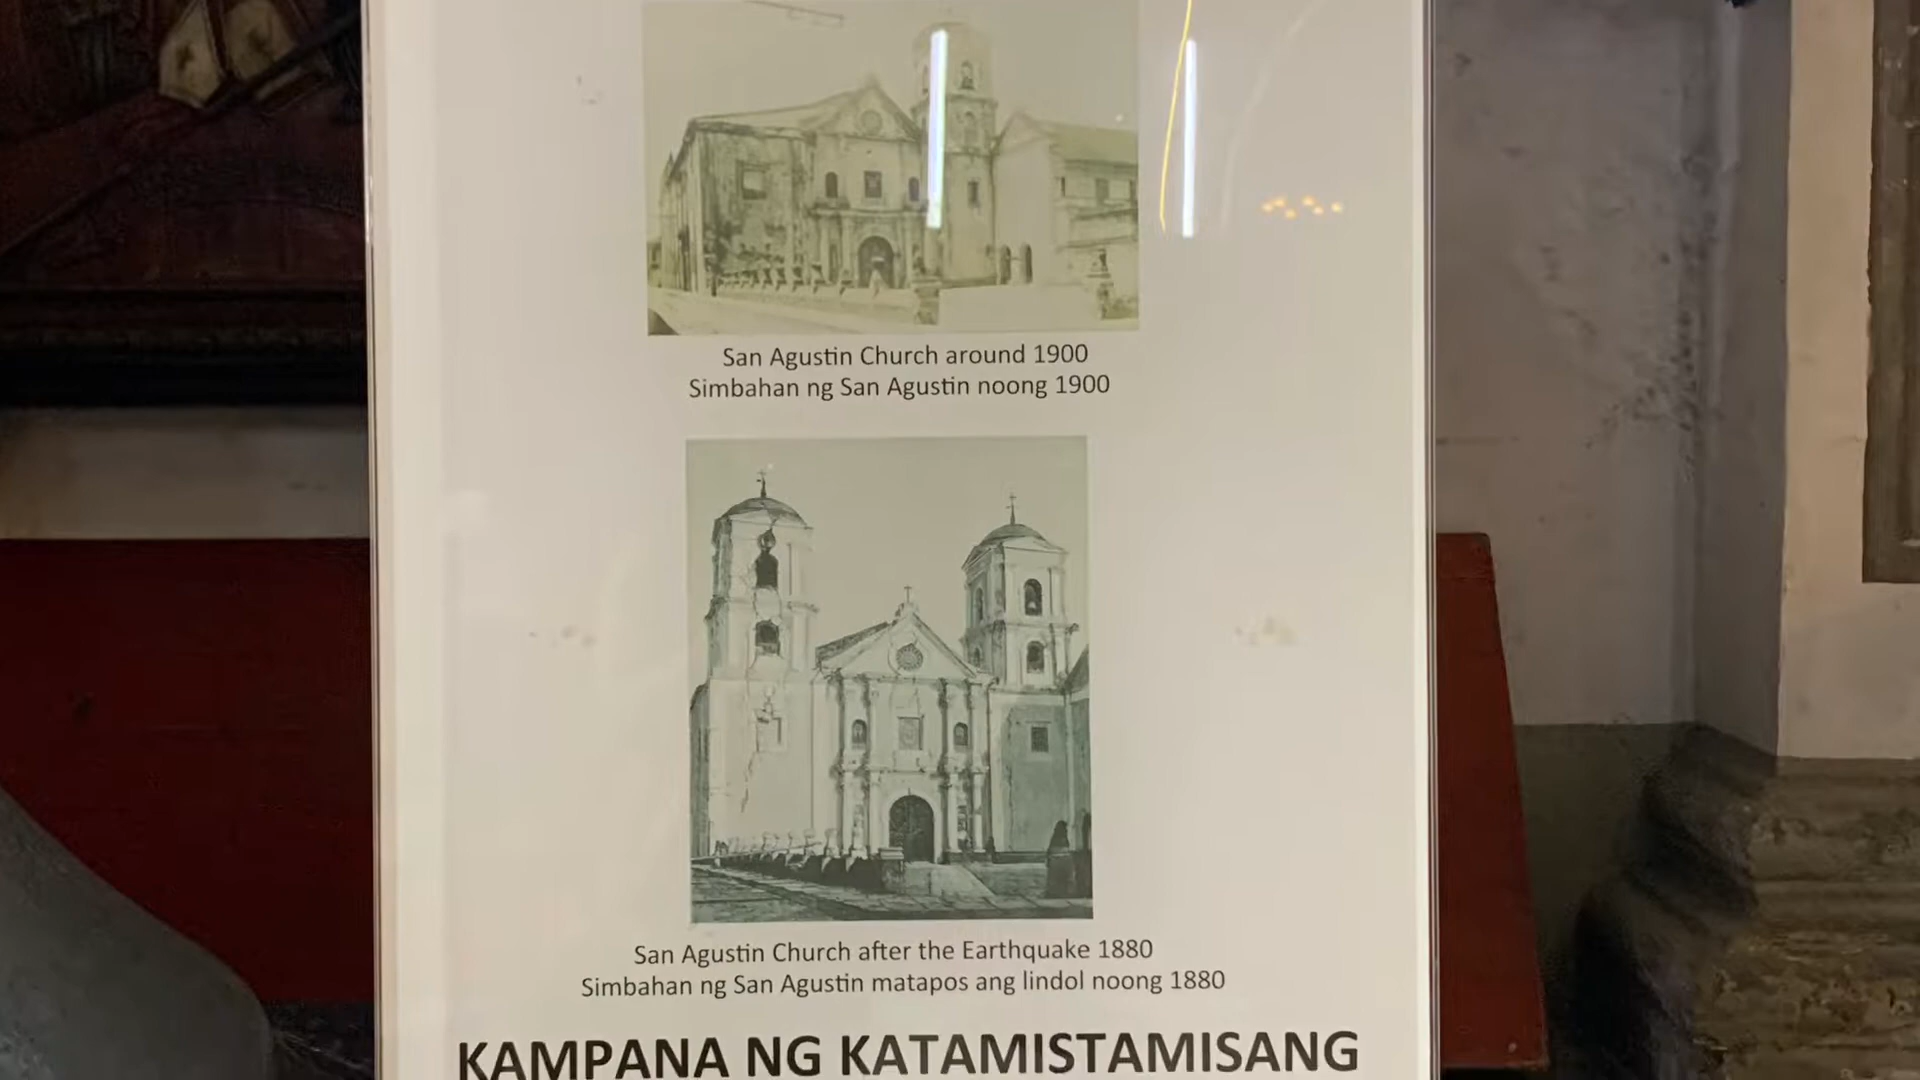 San Agustin Church around 1900
Simbahan ng San Agustin noong 1900
San Agustin Church after the Earthquake 1880
Simbahan ng San Agustin matapos ang lindol noong 1880
KAMPANA NG KATAMISTAMISANG